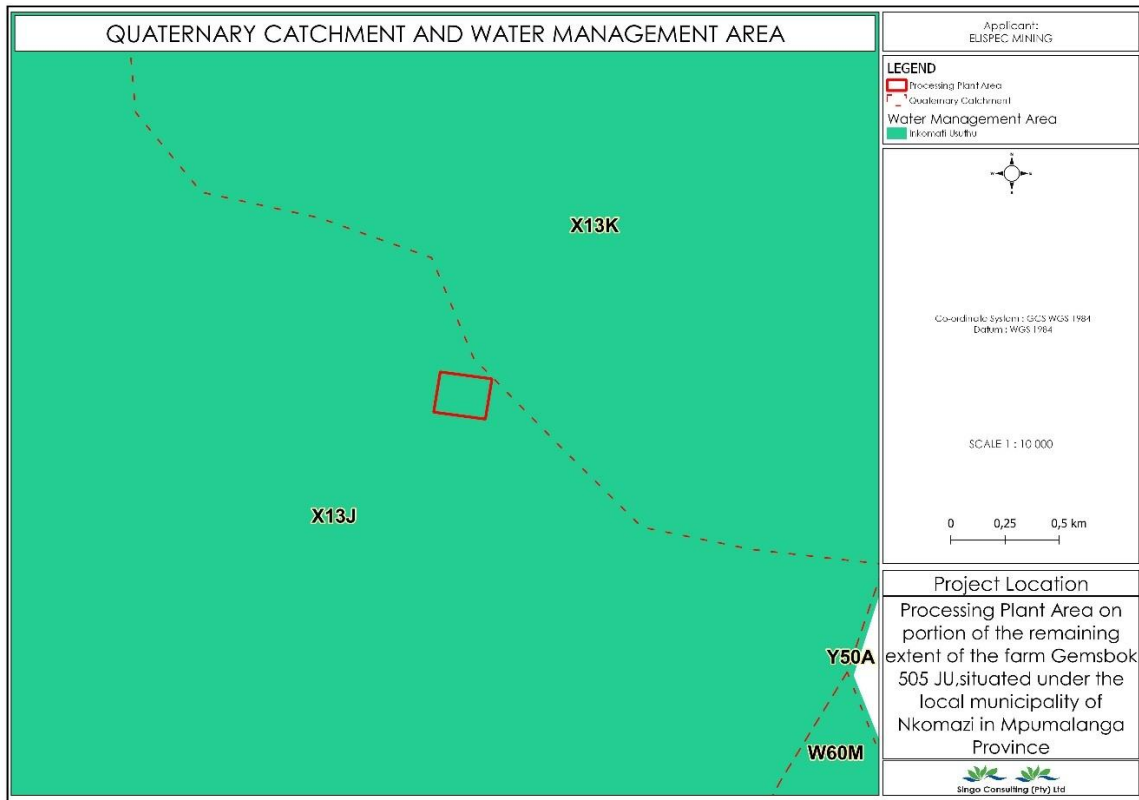 QUATERNARY CATCHMENT AND WATER MANAGEMENT AREA
X13K
X13J
Y50A
W60M
Applicant:
ELISPEC MINING
LEGEND
Processing Plant Area
Quaternary Catchment
Water Management Area
Inkomati Usuthu
N
W
E
S
Co-ordinate System : GCS WGS 1984
Datum : WGS 1984
SCALE 1 : 10 000
0 0,25 0,5 km
Project Location
Processing Plant Area on
portion of the remaining
extent of the farm Gemsbok
505 JU,situated under the
local municipality of
Nkomazi in Mpumalanga
Province
Singo Consulting (Pty) Ltd